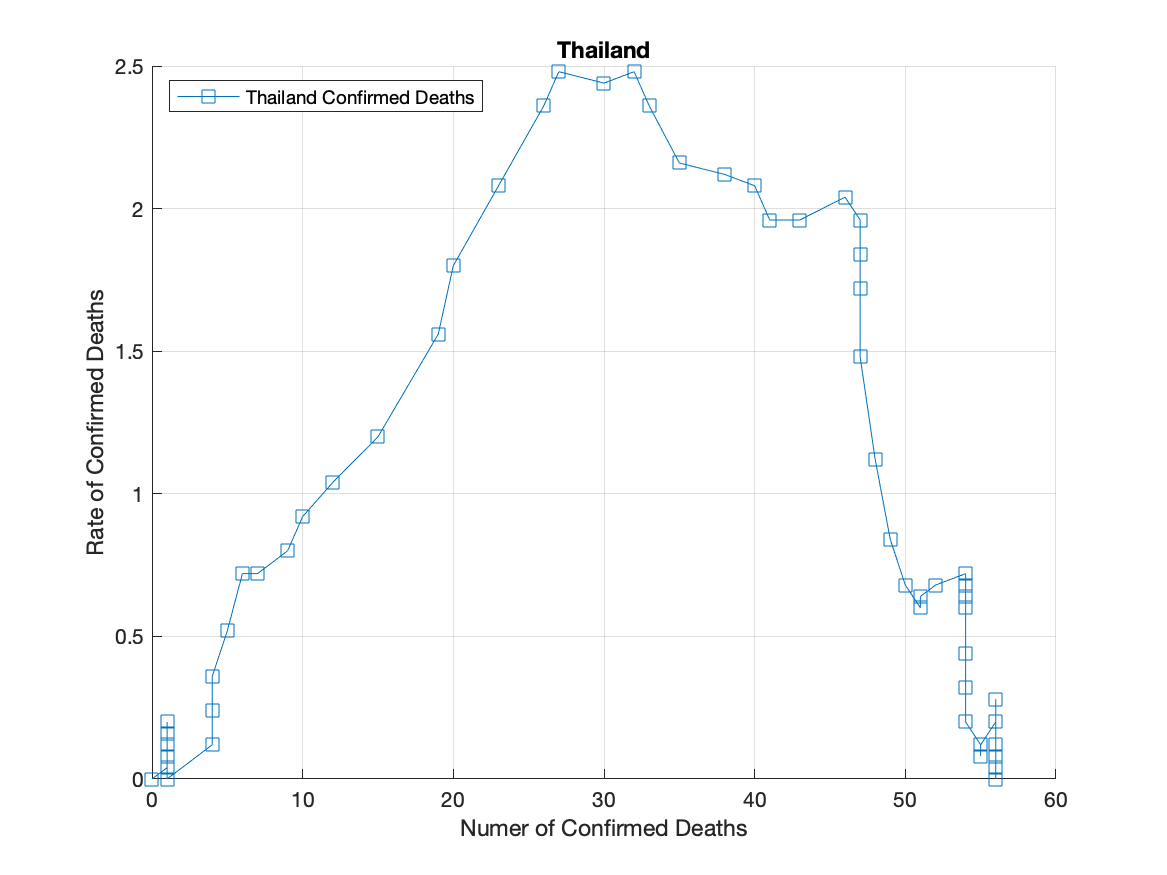 Thailand
2.5
Thailand Confirmed Deaths
2
1.5
1
0.5
0
Rate of Confirmed Deaths
0 10 20 30 40 50 60
Numer of Confirmed Deaths